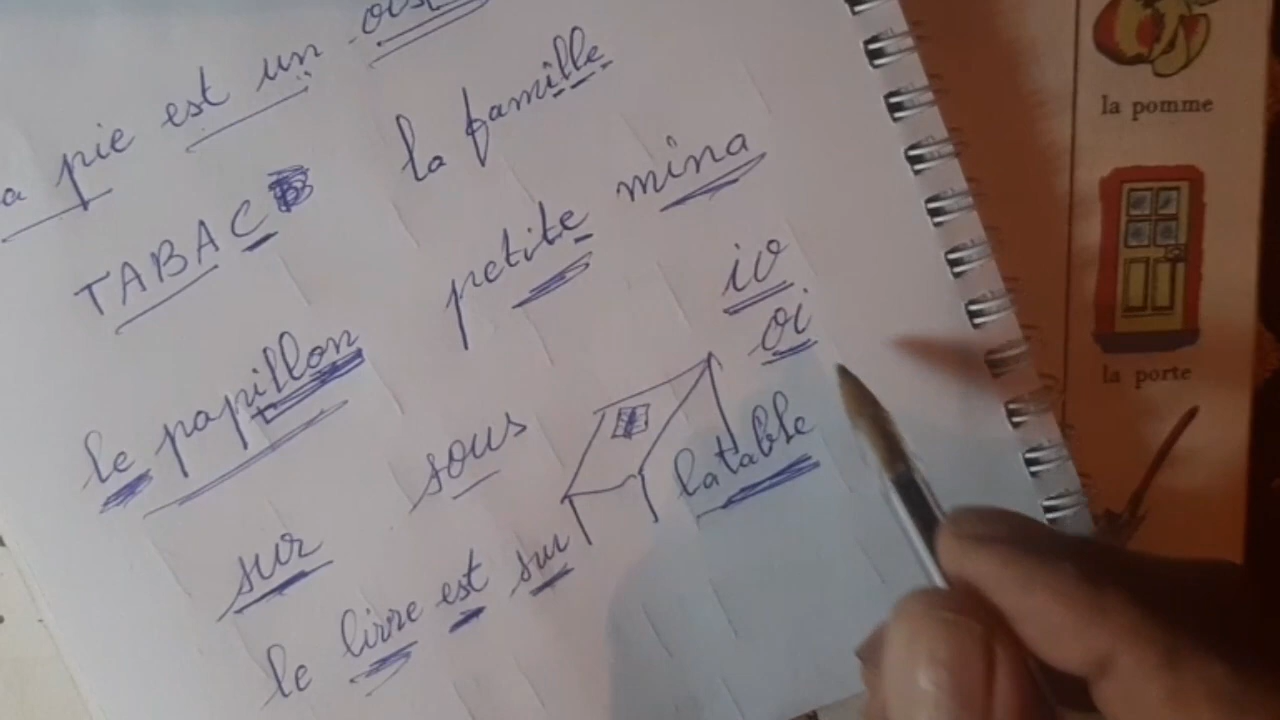 a pie est un
la famille
TABAC
petite mina
io
oi
le papillon
sous
la table
sur
le livre est sur
la pomme
la porte